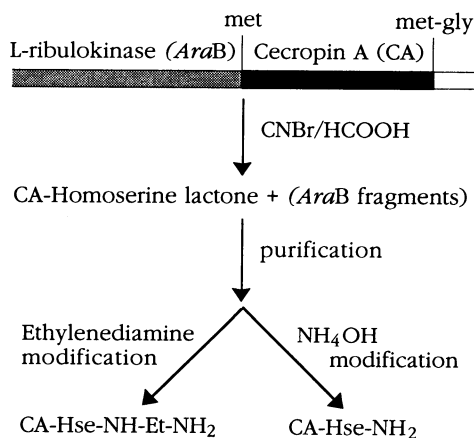 met
met-gly
L-ribulokinase (AraB)
Cecropin A (CA)
CNBr/HCOOH
CA-Homoserine lactone + (AraB fragments)
purification
Ethylenediamine
modification
NH₄OH
modification
CA-Hse-NH-Et-NH₂
CA-Hse-NH₂